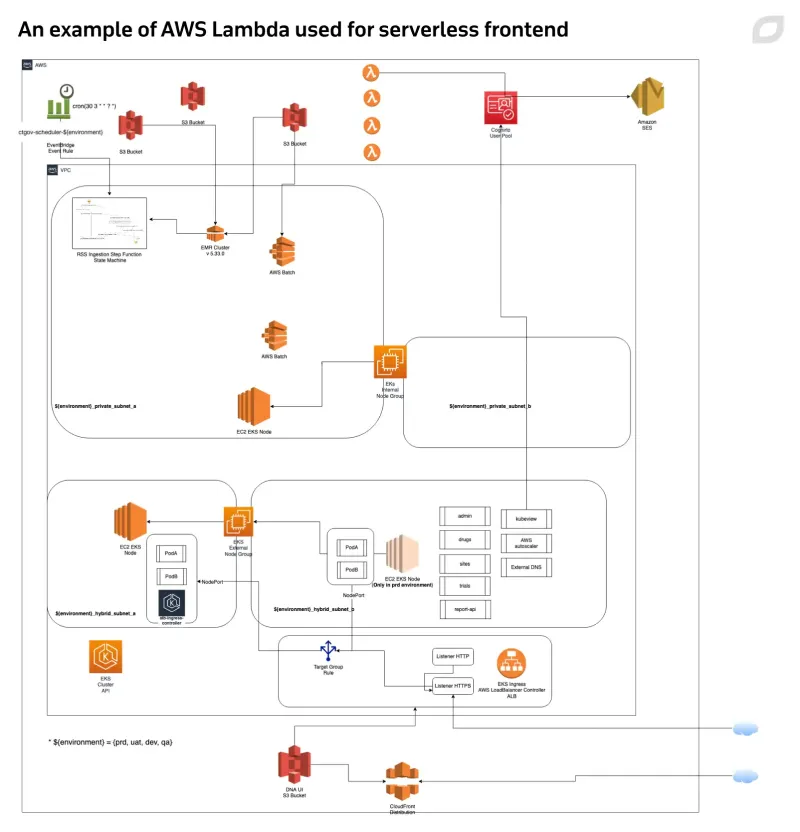 An example of AWS Lambda used for serverless frontend
AWS
cron(30 3 * * ? *)
ctgov-scheduler-${environment}
EventBridge
Event Rule
S3 Bucket
S3 Bucket
S3 Bucket
Cognito
User Pool
Amazon
SES
VPC
RSS Ingestion Step Function
State Machine
EMR Cluster
v 5.33.0
AWS Batch
AWS Batch
EKs
Internal
Node Group
${environment}_private_subnet_a
${environment}_private_subnet_b
EC2 EKS Node
EC2 EKS
Node
EKS
External
Node Group
PodA
PodB
NodePort
alb-ingress-
controller
${environment}_hybrid_subnet_a
PodA
PodB
NodePort
EC2 EKS Node
(Only in prd environment)
${environment}_hybrid_subnet_b
admin
drugs
sites
trials
report-api
kubeview
AWS
autoscaler
External DNS
EKS
Cluster
API
Target Group
Rule
Listener HTTP
Listener HTTPS
EKS Ingress
AWS LoadBalancer Controller
ALB
* ${environment} = {prd, uat, dev, qa}
DNA UI
S3 Bucket
CloudFront
Distribution